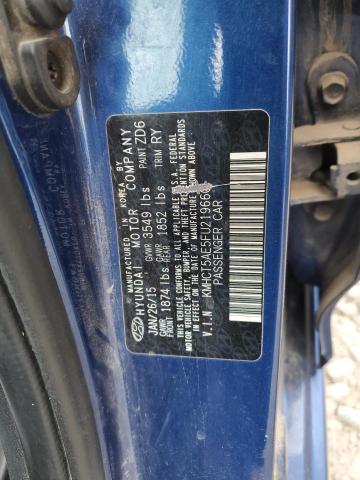 MFD. IN KOREA BY
HYUNDAI MOTOR COMPANY
JAN/26/15 GVWR 3549 lbs PAINT ZD6
GAWR FRONT 1874 lbs GAWR REAR 1852 lbs TRIM RY
THIS VEHICLE CONFORMS TO ALL APPLICABLE U.S.A. FEDERAL
MOTOR VEHICLE SAFETY, BUMPER, AND THEFT PREVENTION STANDARDS
IN EFFECT ON THE DATE OF MANUFACTURE SHOWN ABOVE.
V.I.N: KMHCT5AE5FU21966
PASSENGER CAR